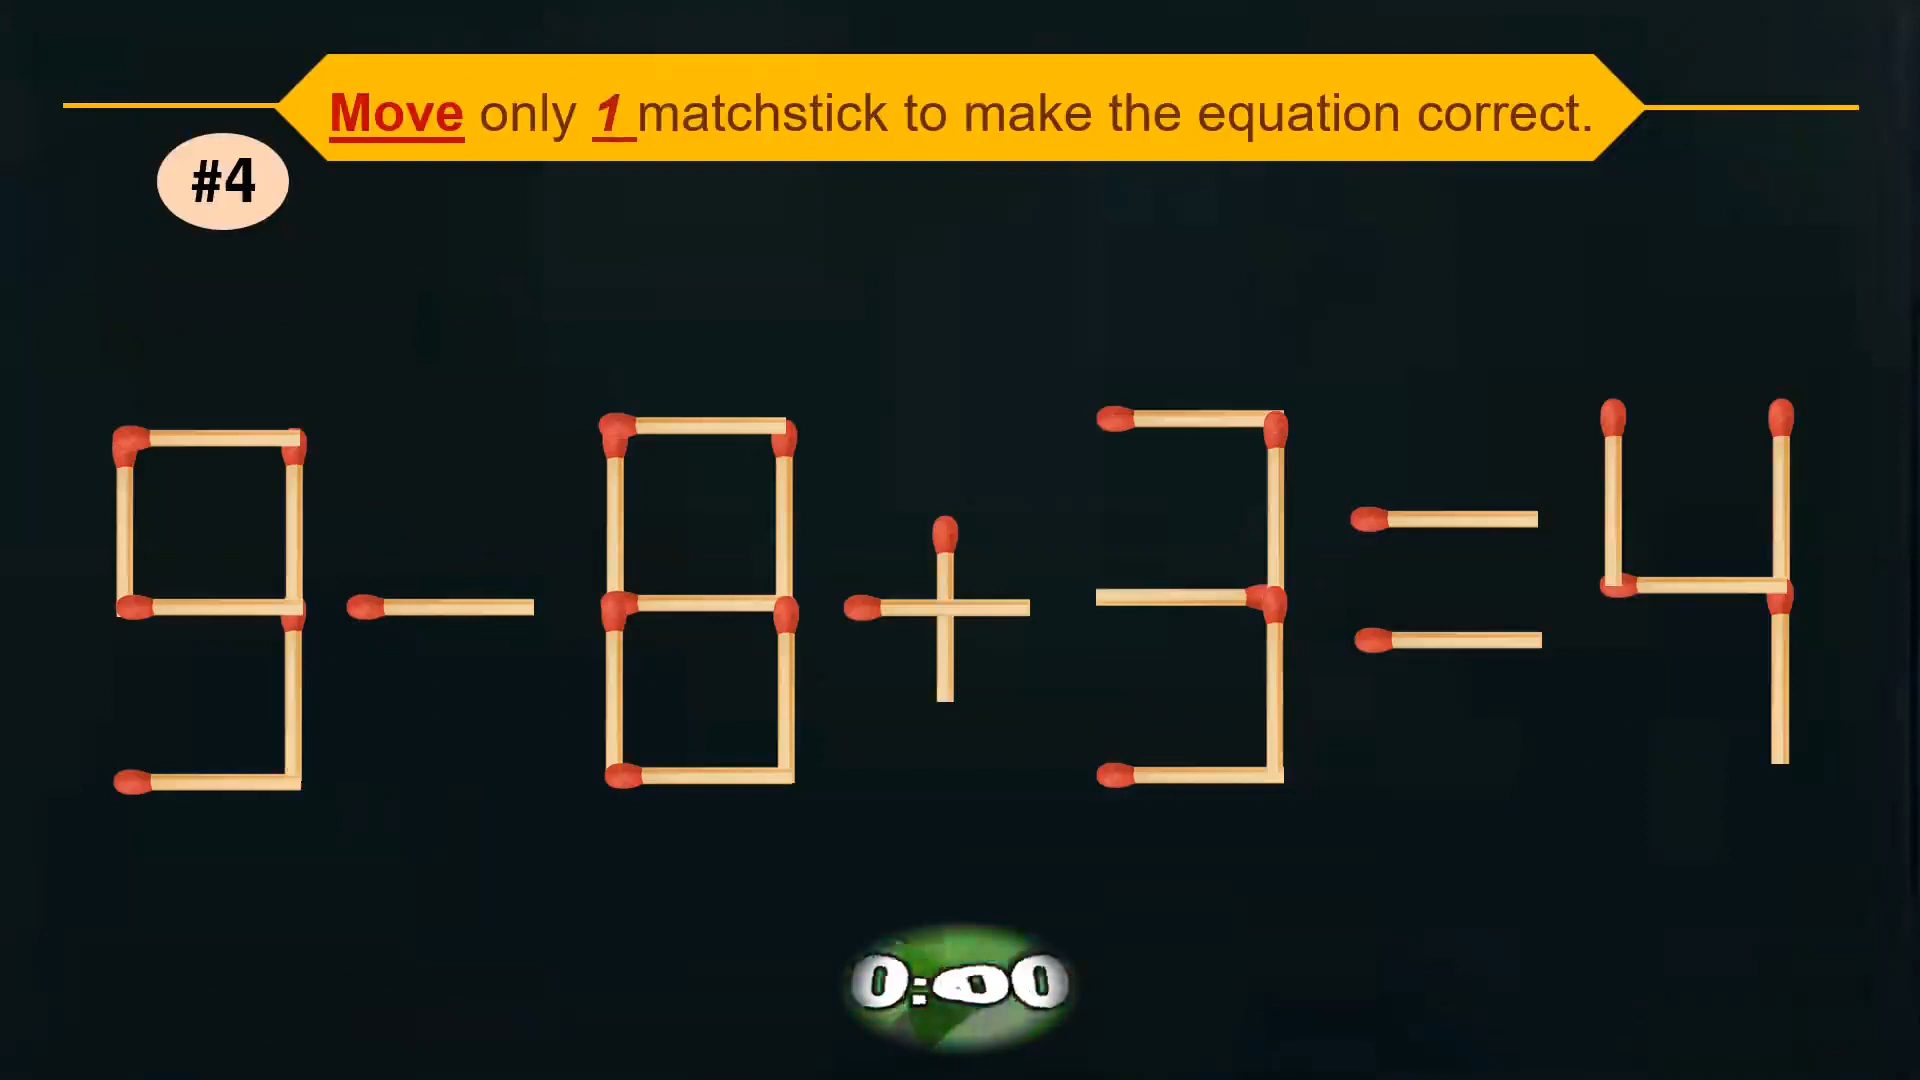 Move only 1 matchstick to make the equation correct.
#4
9 - 8 + 3 = 4
0:00